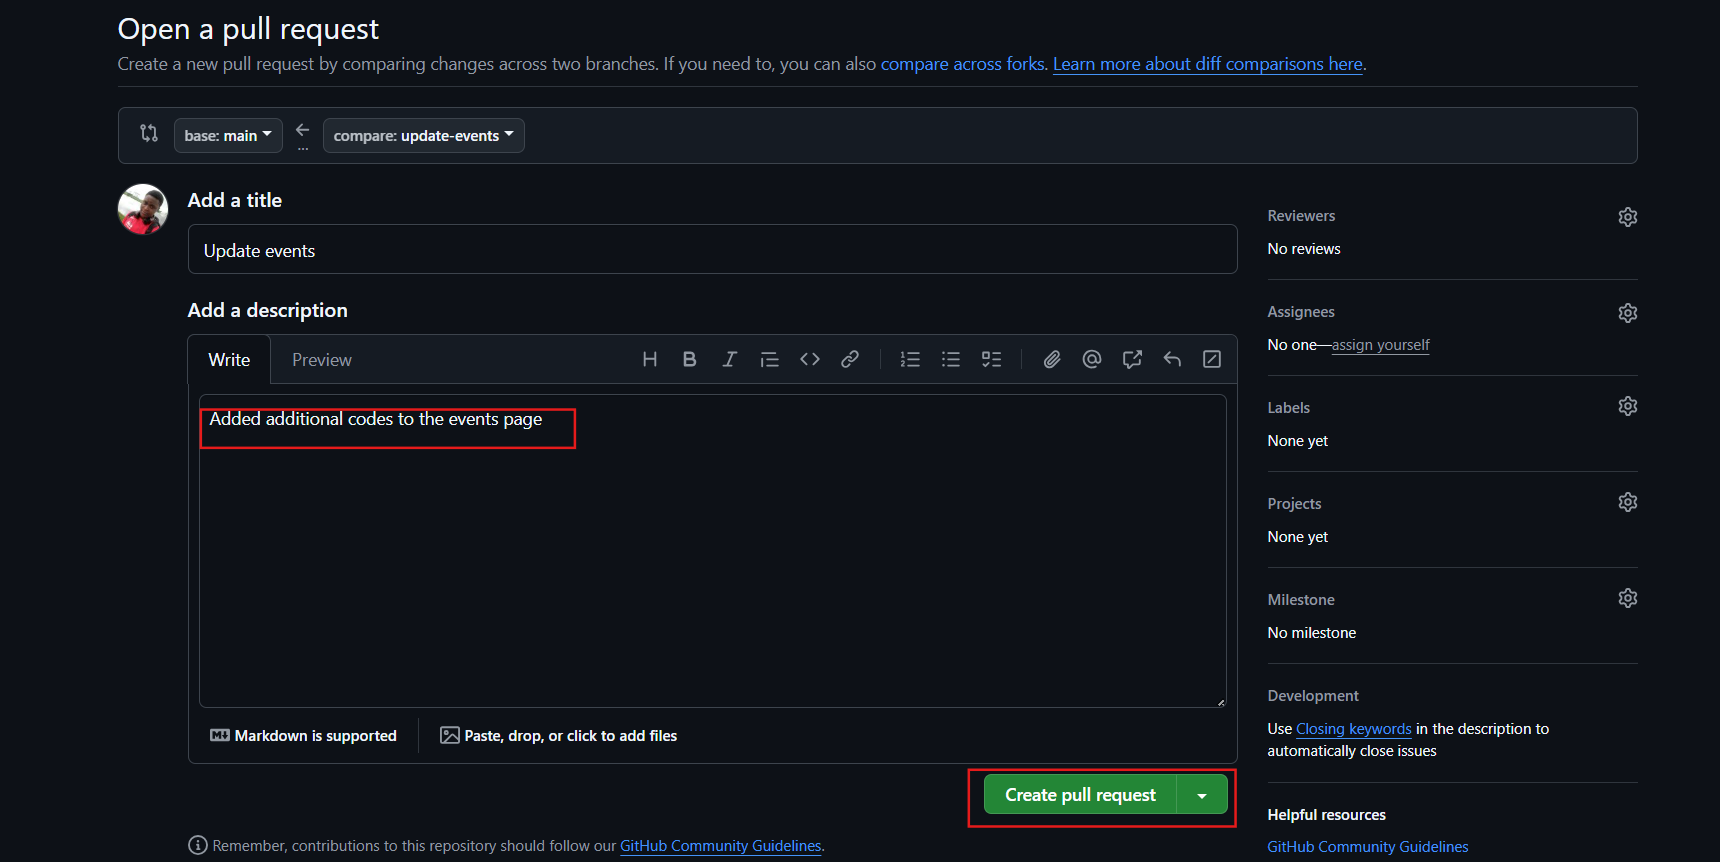 Open a pull request
Create a new pull request by comparing changes across two branches. If you need to, you can also compare across forks. Learn more about diff comparisons here.
base: main
compare: update-events
...
Add a title
Update events
Add a description
Write
Preview
Added additional codes to the events page
Markdown is supported
Paste, drop, or click to add files
Create pull request
Remember, contributions to this repository should follow our GitHub Community Guidelines.
Reviewers
No reviews
Assignees
No one—assign yourself
Labels
None yet
Projects
None yet
Milestone
No milestone
Development
Use Closing keywords in the description to
automatically close issues
Helpful resources
GitHub Community Guidelines